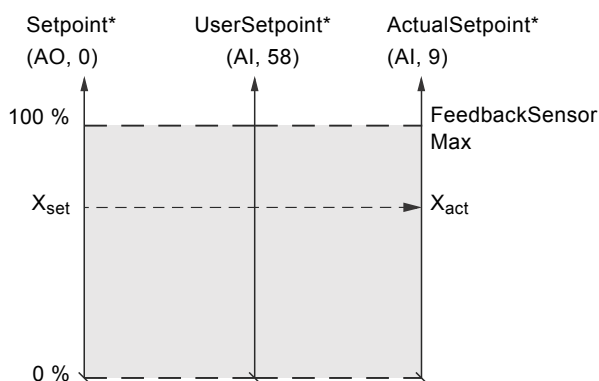 Setpoint* UserSetpoint* ActualSetpoint*
(AO, 0) (AI, 58) (AI, 9)
100 % FeedbackSensor
Max
Xset Xact
0 %